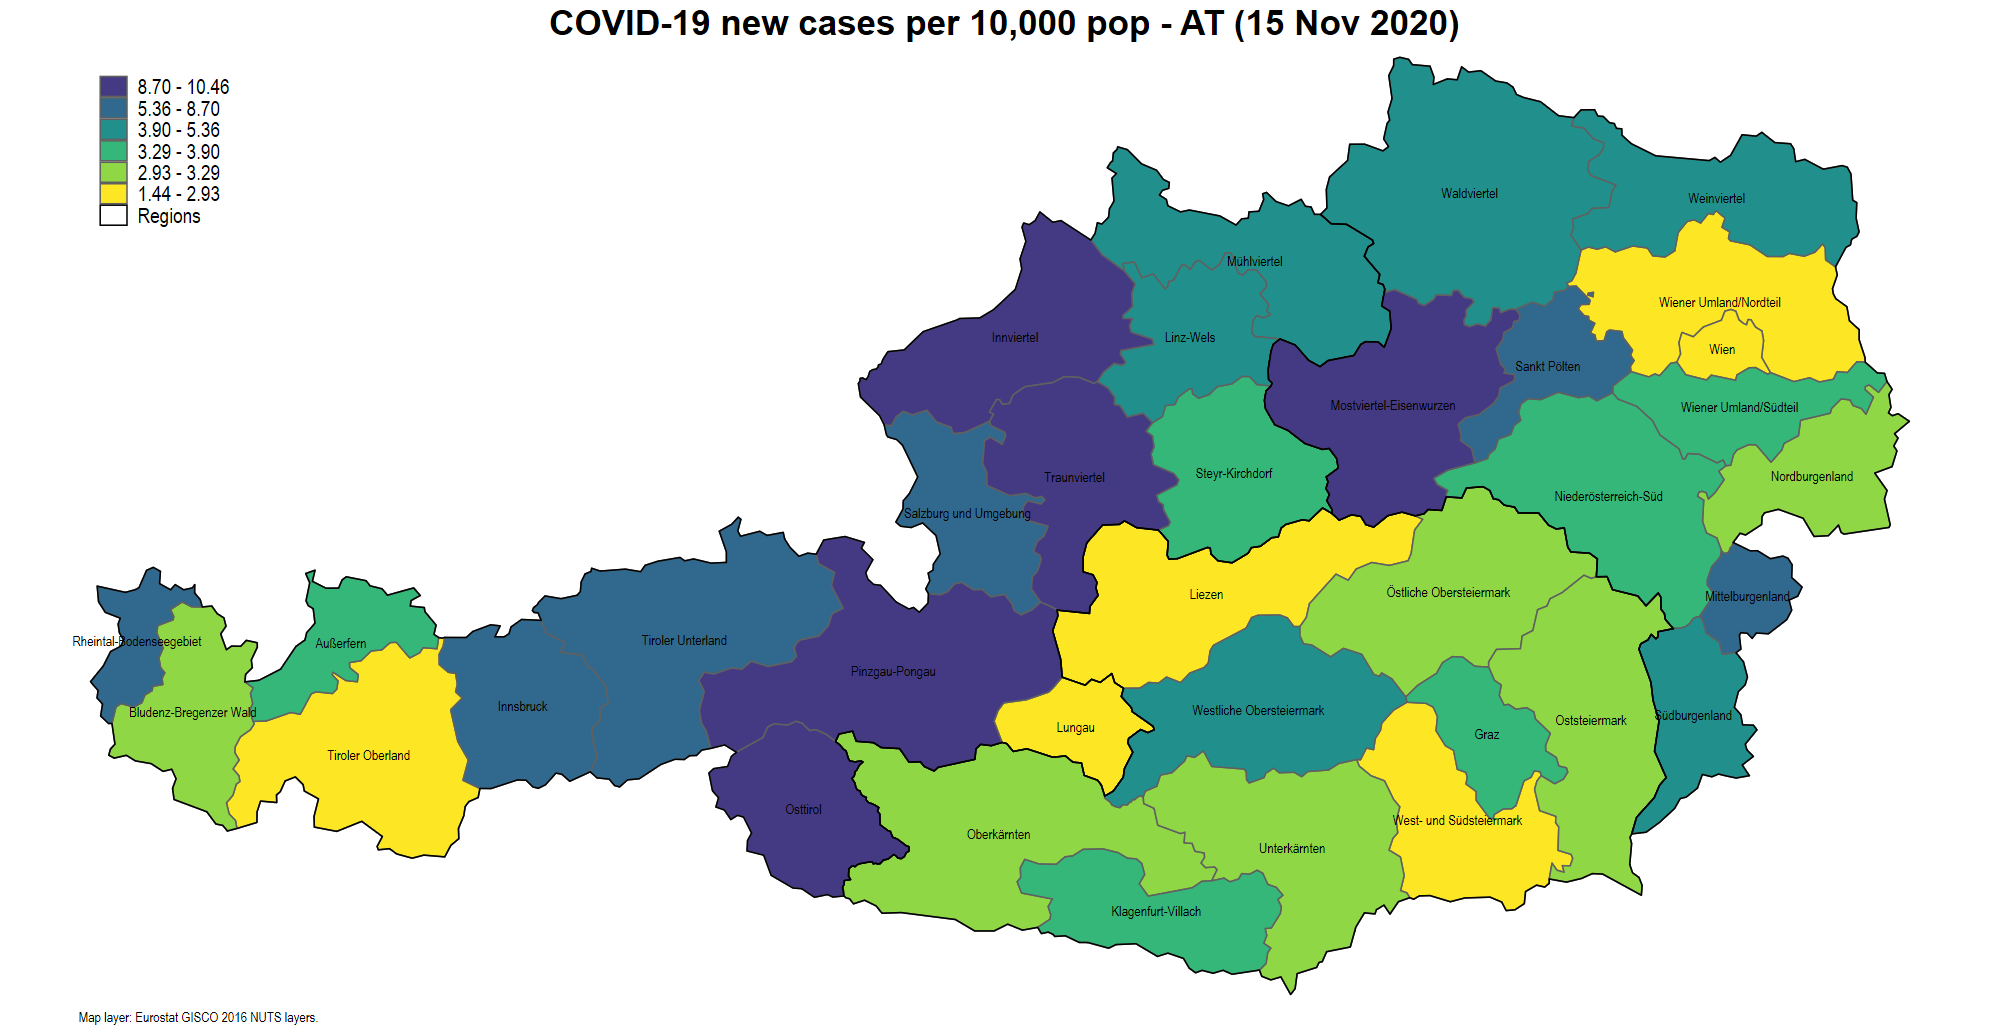 COVID-19 new cases per 10,000 pop - AT (15 Nov 2020)
8.70 - 10.46
5.36 - 8.70
3.90 - 5.36
3.29 - 3.90
2.93 - 3.29
1.44 - 2.93
Regions
Waldviertel
Weinviertel
Mühlviertel
Wiener Umland/Nordteil
Innviertel
Linz-Wels
Wien
Sankt Pölten
Mostviertel-Eisenwurzen
Wiener Umland/Südteil
Traunviertel
Steyr-Kirchdorf
Nordburgenland
Niederösterreich-Süd
Salzburg und Umgebung
Liezen
Östliche Obersteiermark
Mittelburgenland
Rheintal-Bodenseegebiet
Außerfern
Tiroler Unterland
Pinzgau-Pongau
Innsbruck
Bludenz-Bregenzer Wald
Westliche Obersteiermark
Südburgenland
Oststeiermark
Lungau
Graz
Tiroler Oberland
Osttirol
West- und Südsteiermark
Oberkärnten
Unterkärnten
Klagenfurt-Villach
Map layer: Eurostat GISCO 2016 NUTS layers.